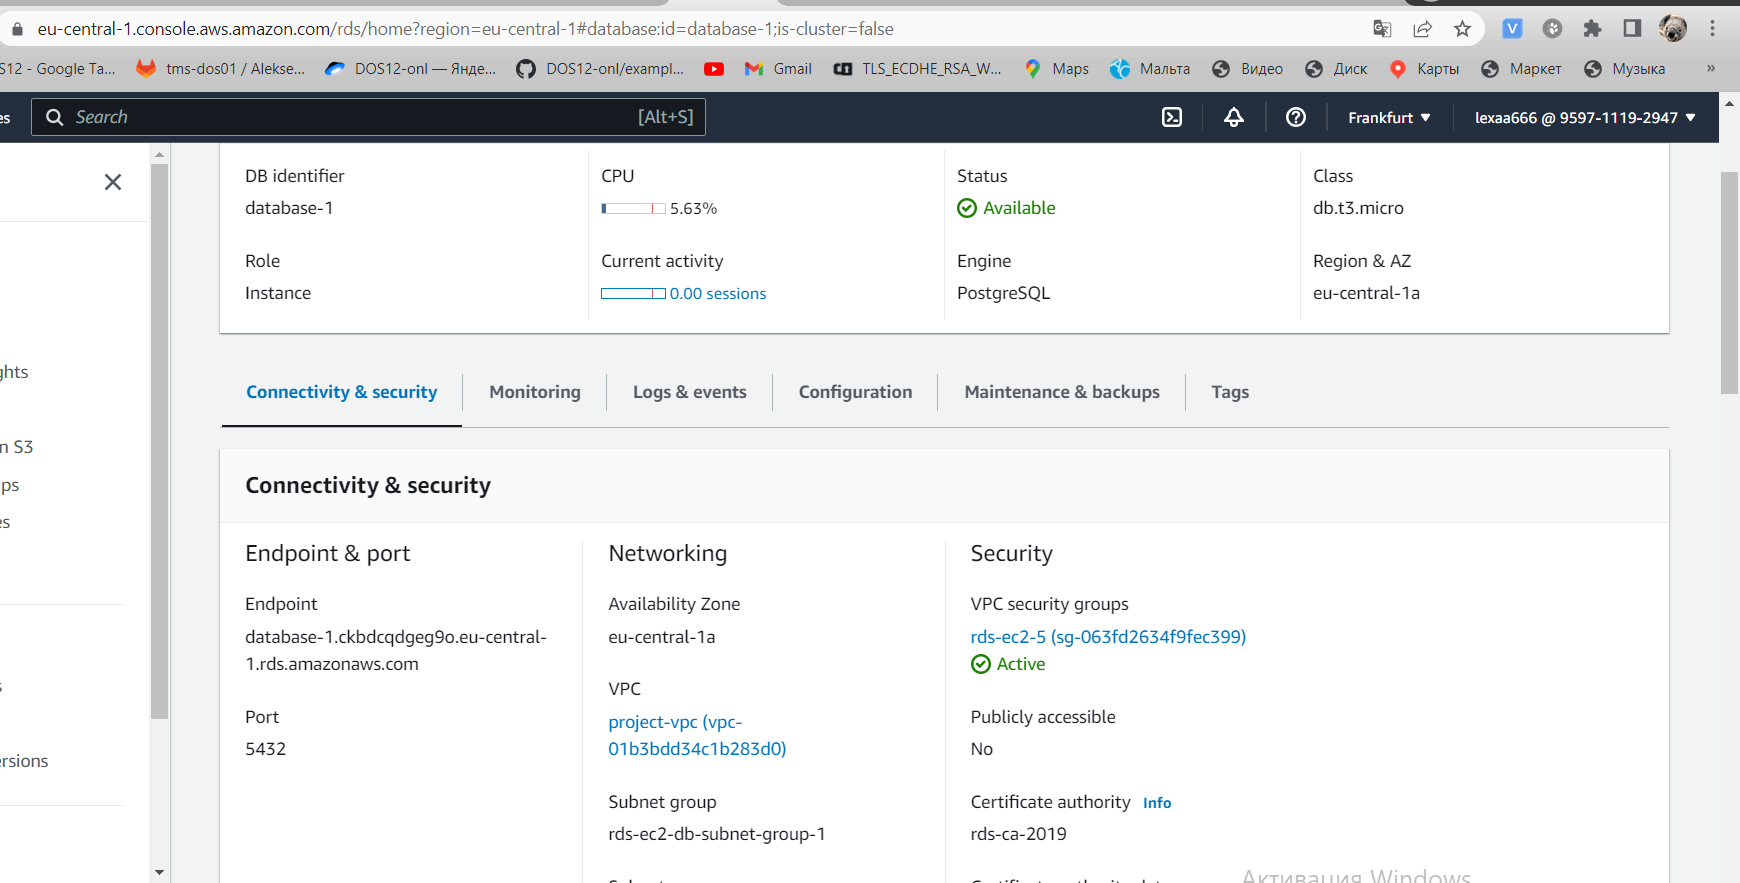 eu-central-1.console.aws.amazon.com/rds/home?region=eu-central-1#database:id=database-1;is-cluster=false
S12 - Google Ta... tms-dos01 / Alekse... DOS12-onl — Янде... DOS12-onl/exampl... Gmail TLS_ECDHE_RSA_W... Maps Мальта Видео Диск Карты Маркет Музыка »
es Search [Alt+S] Frankfurt ▼ lexaa666 @ 9597-1119-2947 ▼
DB identifier CPU Status Class
database-1 5.63% Available db.t3.micro
Role Current activity Engine Region & AZ
Instance 0.00 sessions PostgreSQL eu-central-1a
ghts
Connectivity & security Monitoring Logs & events Configuration Maintenance & backups Tags
n S3
ps
Connectivity & security
es
Endpoint & port Networking Security
Endpoint Availability Zone VPC security groups
database-1.ckbdcqdgeg9o.eu-central- eu-central-1a rds-ec2-5 (sg-063fd2634f9fec399)
1.rds.amazonaws.com Active
s VPC
Port project-vpc (vpc- Publicly accessible
5432 01b3bdd34c1b283d0) No
ersions
Subnet group Certificate authority Info
rds-ec2-db-subnet-group-1 rds-ca-2019
Активация Windows